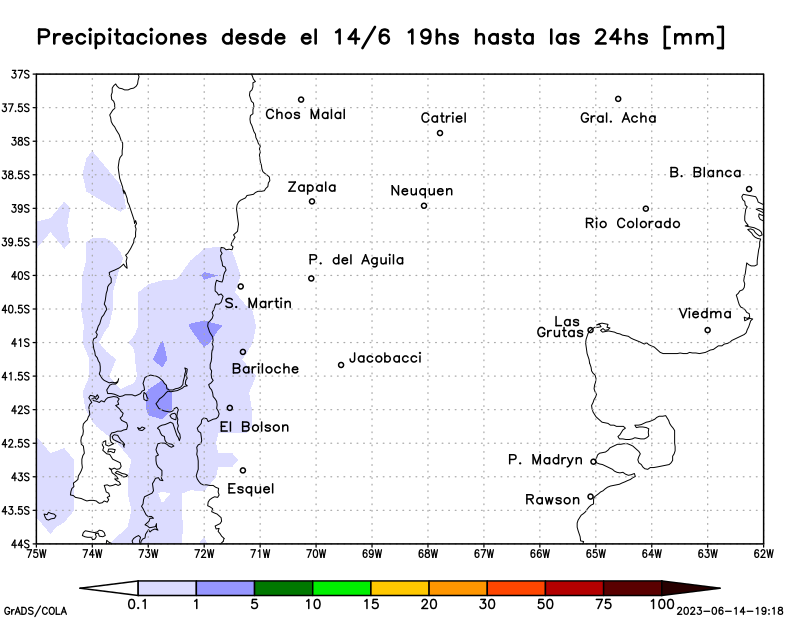 Precipitaciones desde el 14/6 19hs hasta las 24hs [mm]
37S
37.5S
38S
38.5S
39S
39.5S
40S
40.5S
41S
41.5S
42S
42.5S
43S
43.5S
44S
Chos Malal
Catriel
Gral. Acha
B. Blanca
Zapala
Neuquen
Rio Colorado
P. del Aguila
S. Martin
Las
Grutas
Viedma
Bariloche
Jacobacci
El Bolson
P. Madryn
Esquel
Rawson
75W 74W 73W 72W 71W 70W 69W 68W 67W 66W 65W 64W 63W 62W
0.1 1 5 10 15 20 30 50 75 100
GrADS/COLA
2023-06-14-19:18